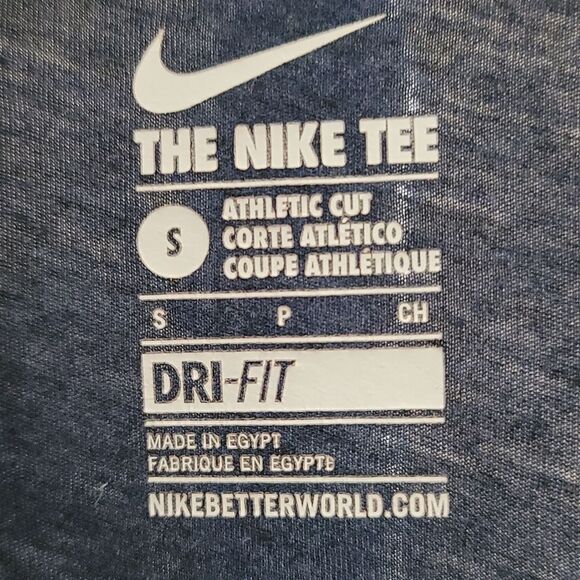 THE NIKE TEE
S
ATHLETIC CUT
CORTE ATLÉTICO
COUPE ATHLÉTIQUE
S P CH
DRI-FIT
MADE IN EGYPT
FABRIQUE EN EGYPTE
NIKEBETTERWORLD.COM